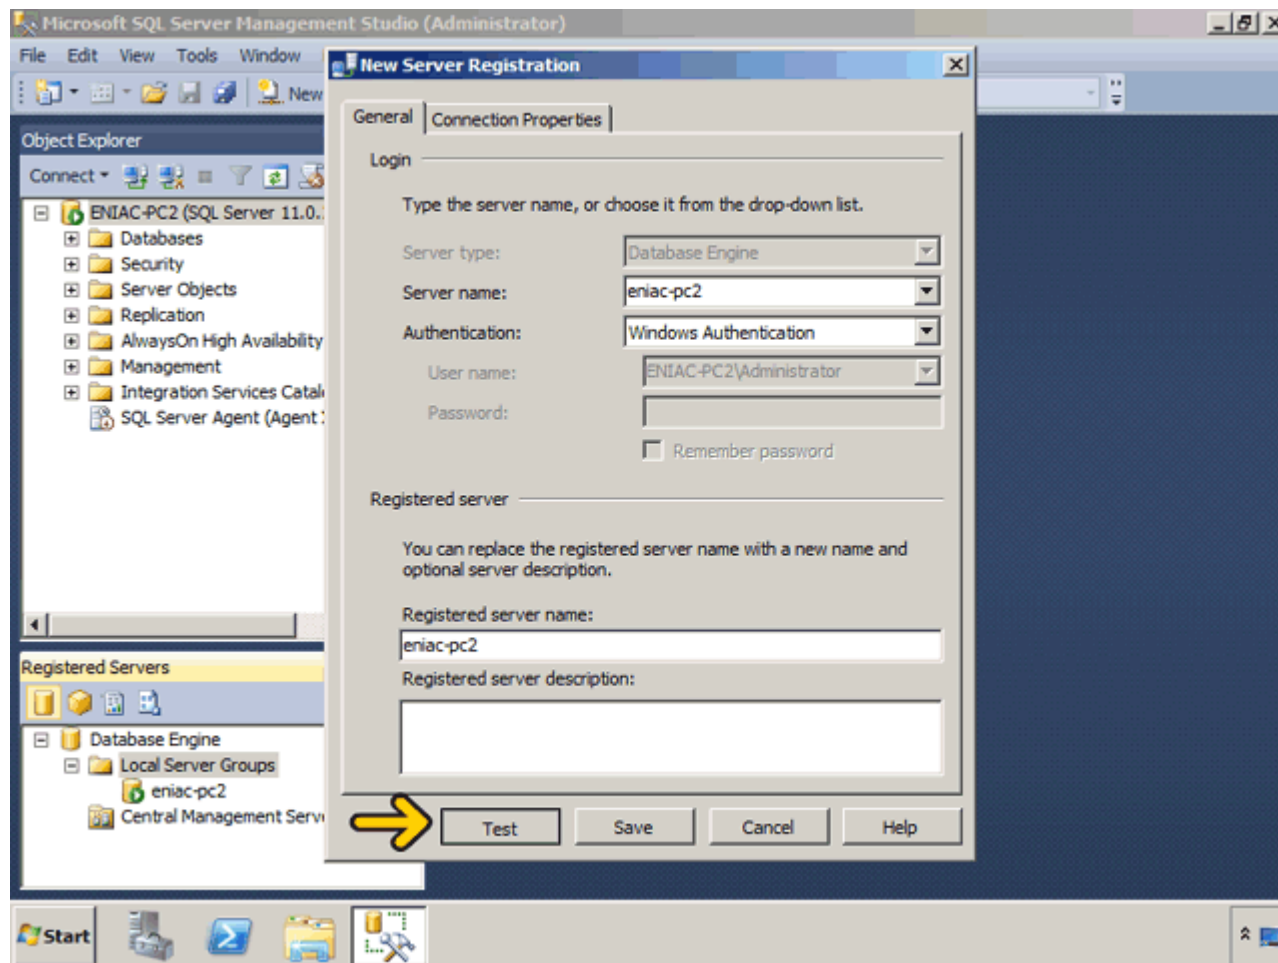 Microsoft SQL Server Management Studio (Administrator)
File Edit View Tools Window
New
Object Explorer
Connect
ENIAC-PC2 (SQL Server 11.0.
Databases
Security
Server Objects
Replication
AlwaysOn High Availability
Management
Integration Services Catal
SQL Server Agent (Agent
Registered Servers
Database Engine
Local Server Groups
eniac-pc2
Central Management Serv
New Server Registration
General
Connection Properties
Login
Type the server name, or choose it from the drop-down list.
Server type: Database Engine
Server name: eniac-pc2
Authentication: Windows Authentication
User name: ENIAC-PC2\Administrator
Password:
Remember password
Registered server
You can replace the registered server name with a new name and
optional server description.
Registered server name:
eniac-pc2
Registered server description:
Test Save Cancel Help
Start